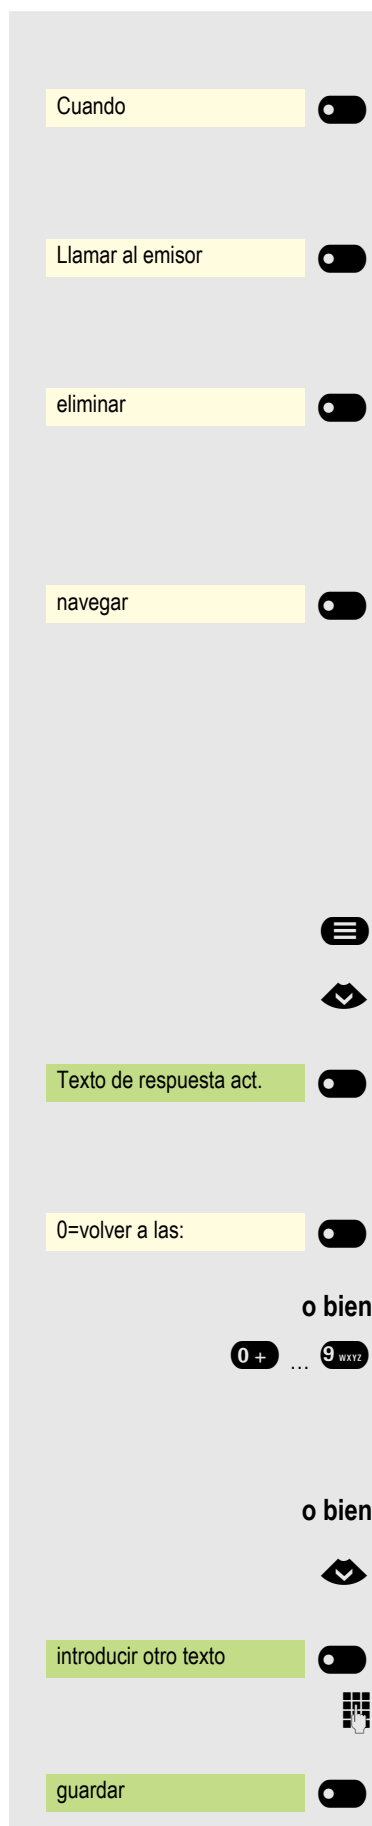 Cuando
Llamar al emisor
eliminar
navegar
Texto de respuesta act.
0=volver a las:
o bien
0 + ... 9 WXYZ
o bien
introducir otro texto
guardar